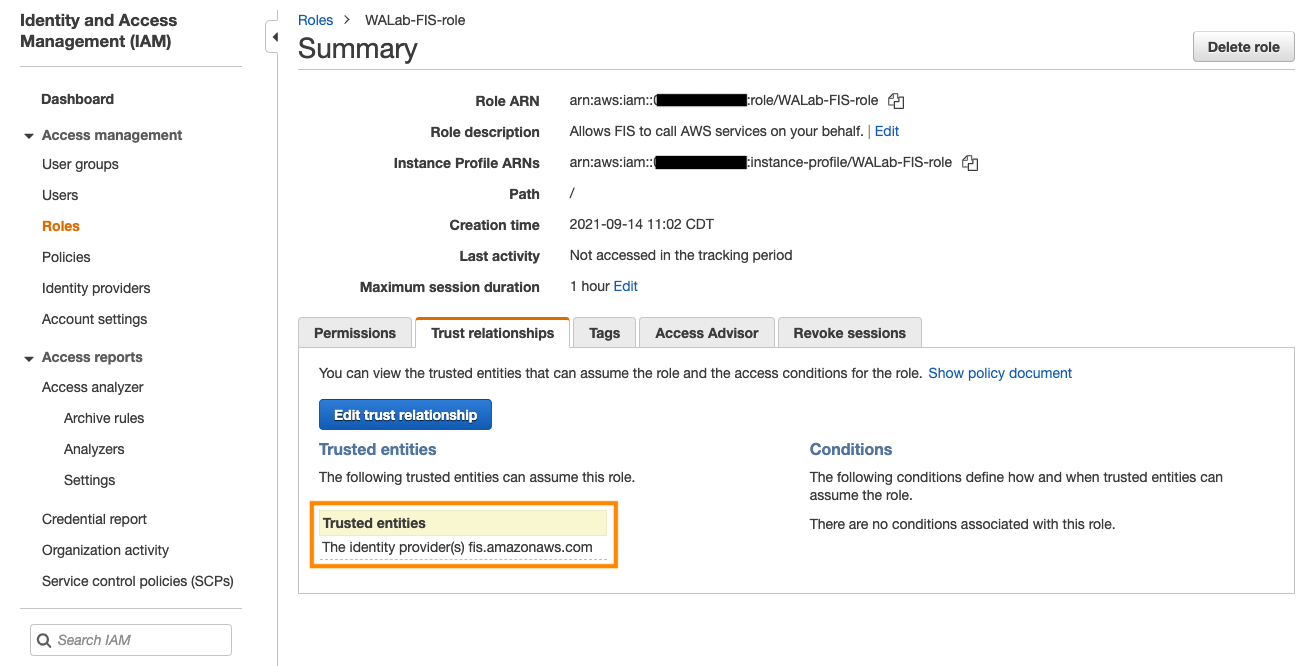 Identity and Access
Management (IAM)
Dashboard
Access management
User groups
Users
Roles
Policies
Identity providers
Account settings
Access reports
Access analyzer
Archive rules
Analyzers
Settings
Credential report
Organization activity
Service control policies (SCPs)
Search IAM
Roles > WALab-FIS-role
Summary
Delete role
Role ARN arn:aws:iam:: :role/WALab-FIS-role
Role description Allows FIS to call AWS services on your behalf. | Edit
Instance Profile ARNs arn:aws:iam:: :instance-profile/WALab-FIS-role
Path /
Creation time 2021-09-14 11:02 CDT
Last activity Not accessed in the tracking period
Maximum session duration 1 hour Edit
Permissions Trust relationships Tags Access Advisor Revoke sessions
You can view the trusted entities that can assume the role and the access conditions for the role. Show policy document
Edit trust relationship
Trusted entities
The following trusted entities can assume this role.
Trusted entities
The identity provider(s) fis.amazonaws.com
Conditions
The following conditions define how and when trusted entities can
assume the role.
There are no conditions associated with this role.